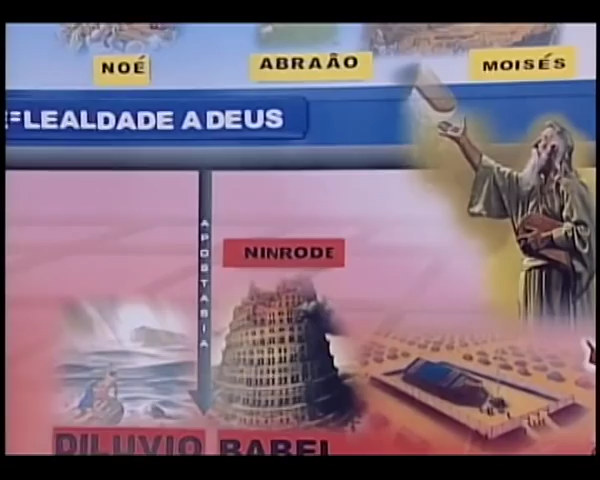 NOÉ
ABRAÃO
MOISÉS
LEALDADE A DEUS
APOSTASIA
NINRODE
DILUVIO
BABEL